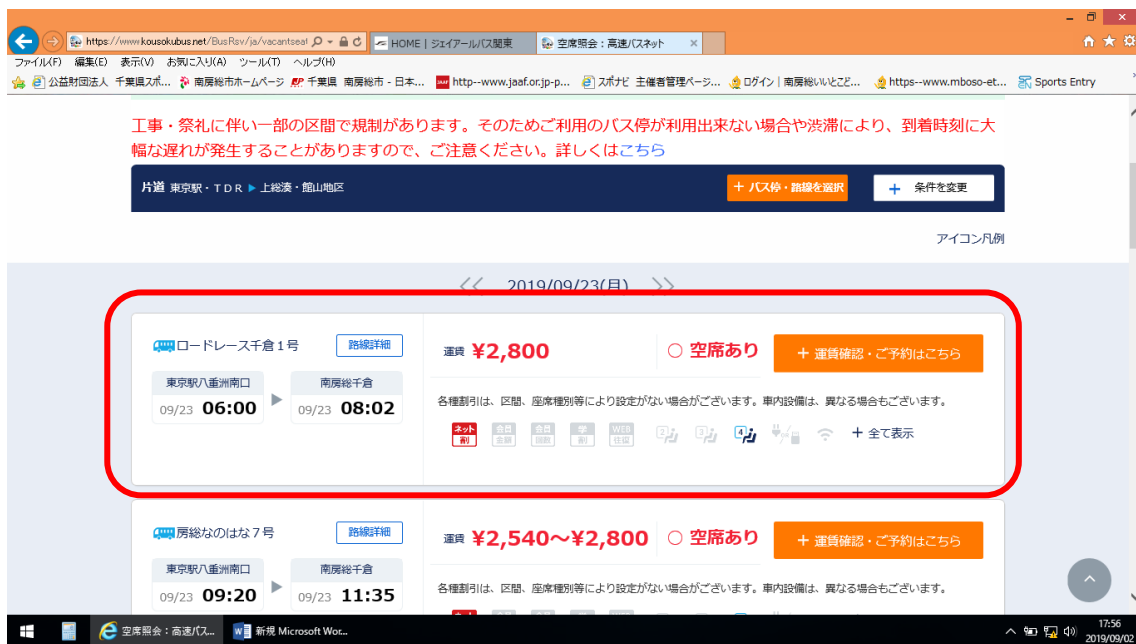 https://www.kousokubus.net/BusRsv/ja/vacantseat
HOME | ジェイアールバス関東
空席照会：高速バスネット ×
ファイル(F) 編集(E) 表示(V) お気に入り(A) ツール(T) ヘルプ(H)
公益財団法人 千葉県スポ... 南房総市ホームページ 千葉県 南房総市 - 日本... http--www.jaaf.or.jp-p... スポナビ 主催者管理ページ... ログイン | 南房総いいとこど... https--www.mboso-et... Sports Entry
工事・祭礼に伴い一部の区間で規制があります。そのためご利用のバス停が利用出来ない場合や渋滞により、到着時刻に大
幅な遅れが発生することがありますので、ご注意ください。詳しくはこちら
片道 東京駅・ＴＤＲ ▶ 上総湊・館山地区
＋ バス停・路線を選択
＋ 条件を変更
アイコン凡例
<< 2019/09/23(月) >>
ロードレース千倉１号
路線詳細
運賃 ¥2,800
○ 空席あり
＋ 運賃確認・ご予約はこちら
東京駅八重洲南口 南房総千倉
09/23 06:00 ▶ 09/23 08:02
各種割引は、区間、座席種別等により設定がない場合がございます。車内設備は、異なる場合もございます。
ネット割 会員 会員 学割 WEB往復 2 3 4 ＋ 全て表示
房総なのはな７号
路線詳細
運賃 ¥2,540～¥2,800
○ 空席あり
＋ 運賃確認・ご予約はこちら
東京駅八重洲南口 南房総千倉
09/23 09:20 ▶ 09/23 11:35
各種割引は、区間、座席種別等により設定がない場合がございます。車内設備は、異なる場合もございます。
空席照会：高速バス... 新規 Microsoft Wor...
17:56
2019/09/02